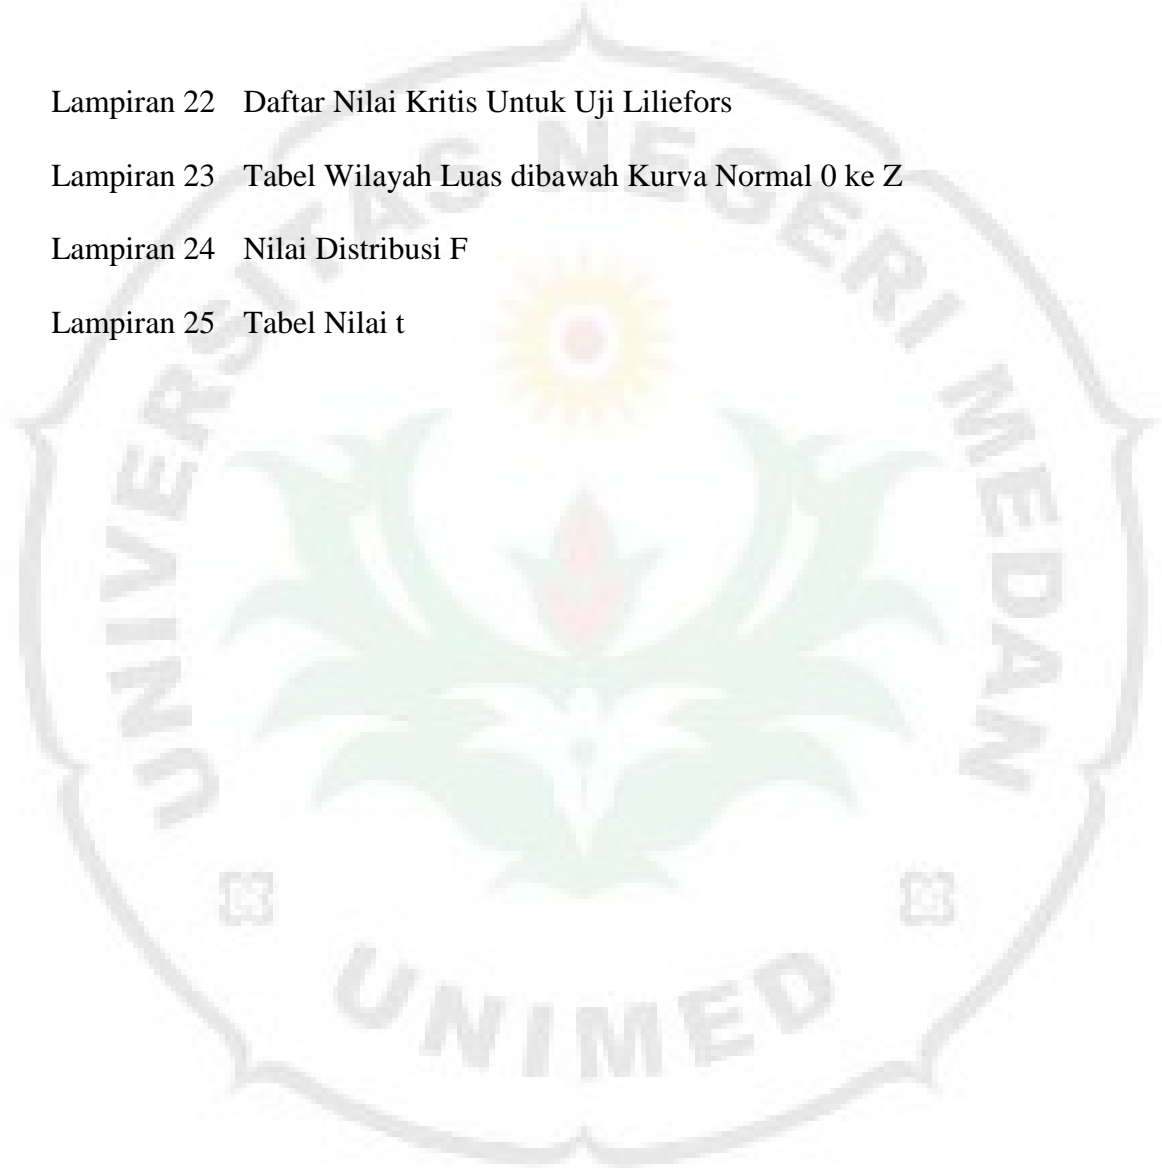 Lampiran 22 Daftar Nilai Kritis Untuk Uji Liliefors
Lampiran 23 Tabel Wilayah Luas dibawah Kurva Normal 0 ke Z
Lampiran 24 Nilai Distribusi F
Lampiran 25 Tabel Nilai t
UNIVERSITAS NEGERI MEDAN
UNIMED